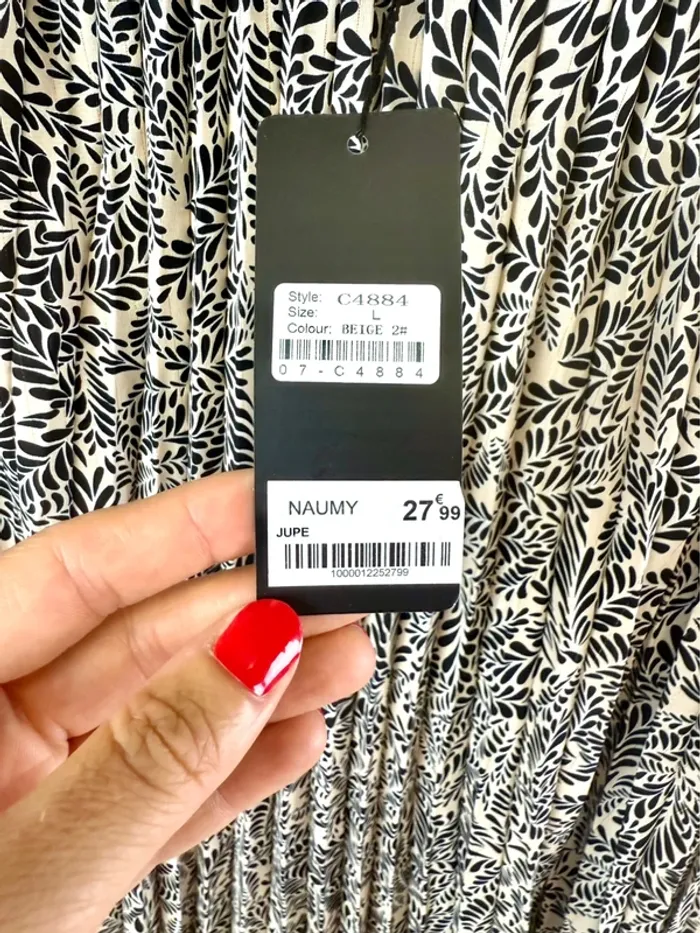 Style: C4884
Size: L
Colour: BEIGE 2#
07-C4884
NAUMY 27€99
JUPE
1000012252799